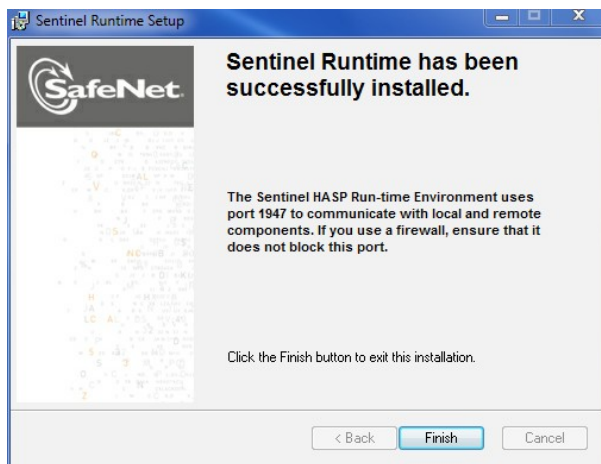 Sentinel Runtime Setup
SafeNet.
Sentinel Runtime has been
successfully installed.
The Sentinel HASP Run-time Environment uses
port 1947 to communicate with local and remote
components. If you use a firewall, ensure that it
does not block this port.
Click the Finish button to exit this installation.
< Back
Finish
Cancel